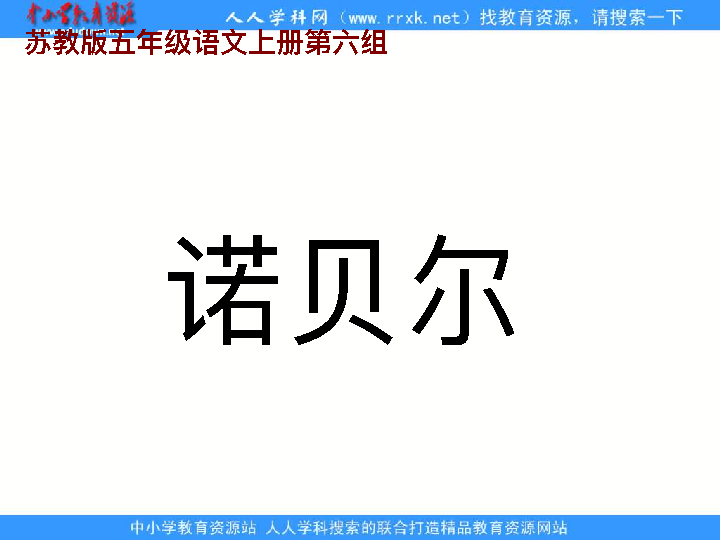 中小学教育资源
人人学科网（www.rrxk.net）找教育资源，请搜索一下
苏教版五年级语文上册第六组
诺贝尔
中小学教育资源站 人人学科搜索的联合打造精品教育资源网站